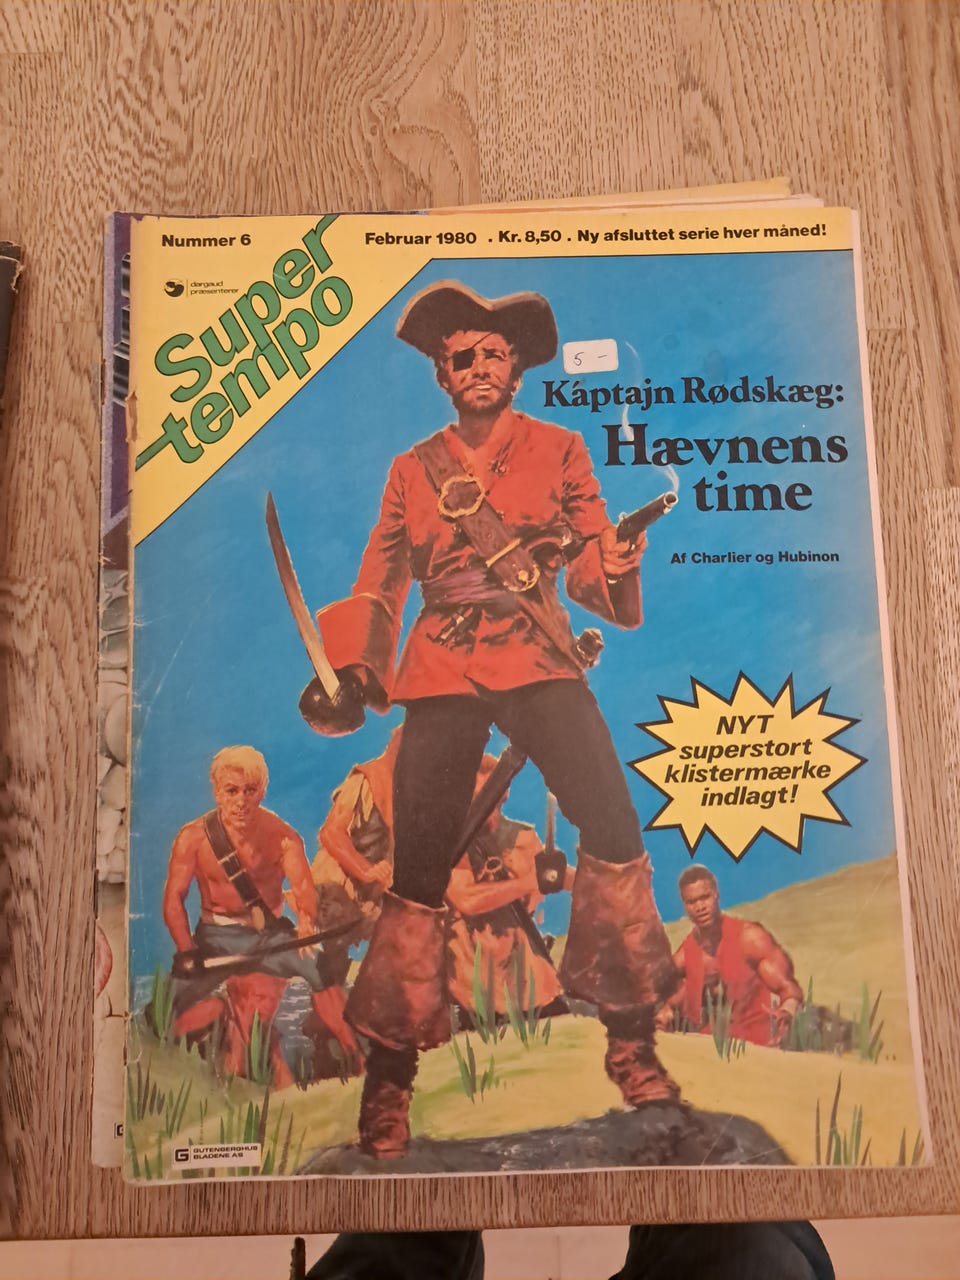 Nummer 6
Februar 1980 . Kr. 8,50 . Ny afsluttet serie hver måned!
dargaud
præsenterer
Super
tempo
5 –
Kaptajn Rødskæg:
Hævnens
time
Af Charlier og Hubinon
NYT
superstort
klistermærke
indlagt!
G GUTENBERGHUS
BLADENE AS